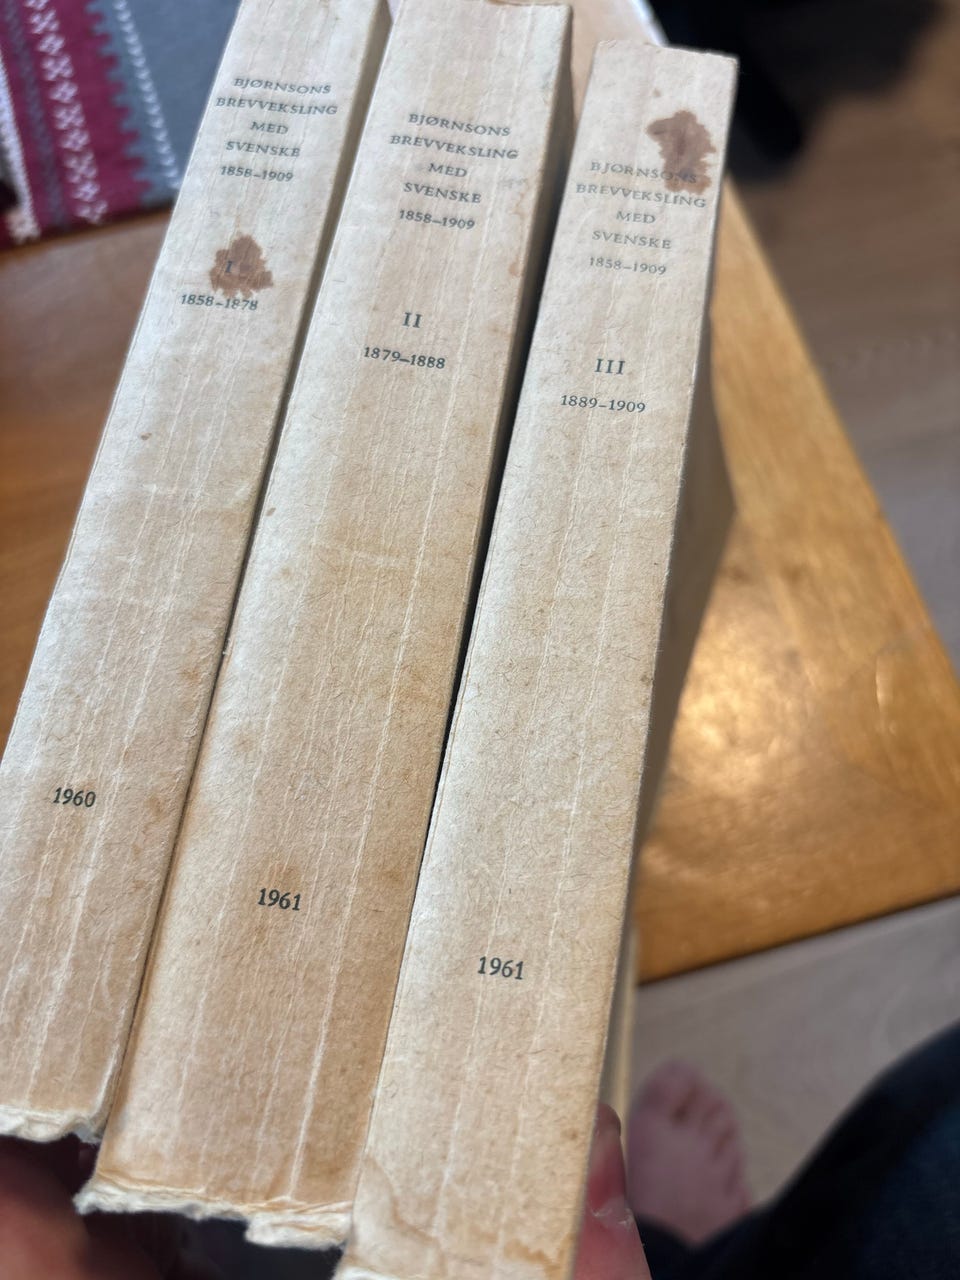 BJØRNSONS
BREVVEKSLING
MED
SVENSKE
1858–1909
I
1858–1878
1960
BJØRNSONS
BREVVEKSLING
MED
SVENSKE
1858–1909
II
1879–1888
1961
BJØRNSONS
BREVVEKSLING
MED
SVENSKE
1858–1909
III
1889–1909
1961